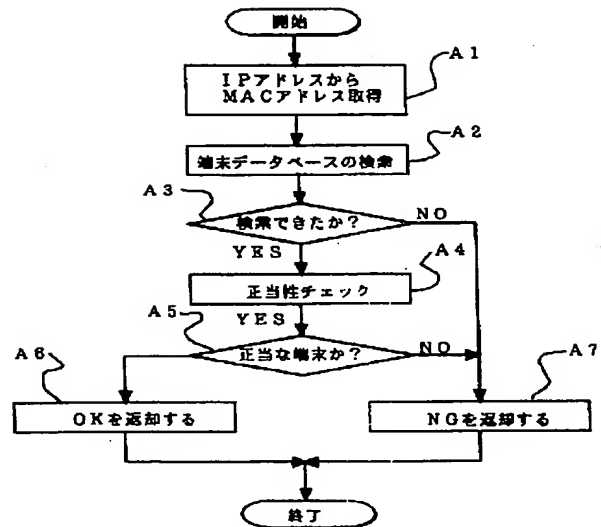 開始
IPアドレスから
MACアドレス取得
A1
端末データベースの検索
A2
A3
検索できたか?
NO
YES
A4
正当性チェック
A5
YES
正当な端末か?
NO
A6
OKを返却する
A7
NGを返却する
終了